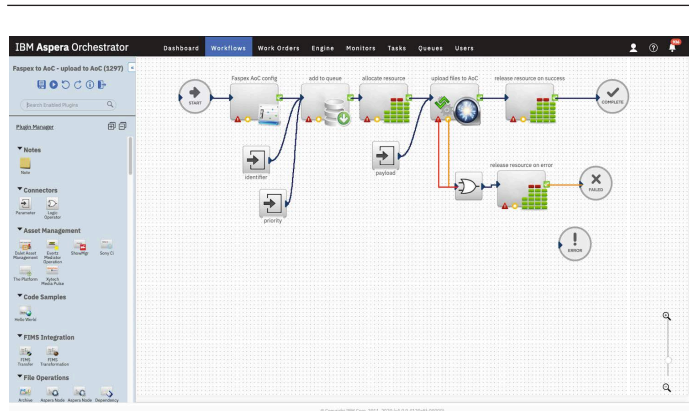 IBM Aspera Orchestrator
Dashboard Workflows Work Orders Engine Monitors Tasks Queues Users
Faspex to AoC - upload to AoC (1297)
Search Enabled Plugins
Plugin Manager
Notes
Note
Connectors
Parameter
Logic Operator
Asset Management
Dalet Asset Management
Evertz Mediator Operation
ShowMgr
Sony Ci
The Platform
Xytech Media Pulse
Code Samples
Hello World
FIMS Integration
FIMS Transfer
FIMS Transformation
File Operations
Archive
Aspera Node
Aspera Node
Dependency
START
Faspex AoC config
add to queue
allocate resource
upload files to AoC
release resource on success
COMPLETE
identifier
payload
priority
release resource on error
FAILED
ERROR